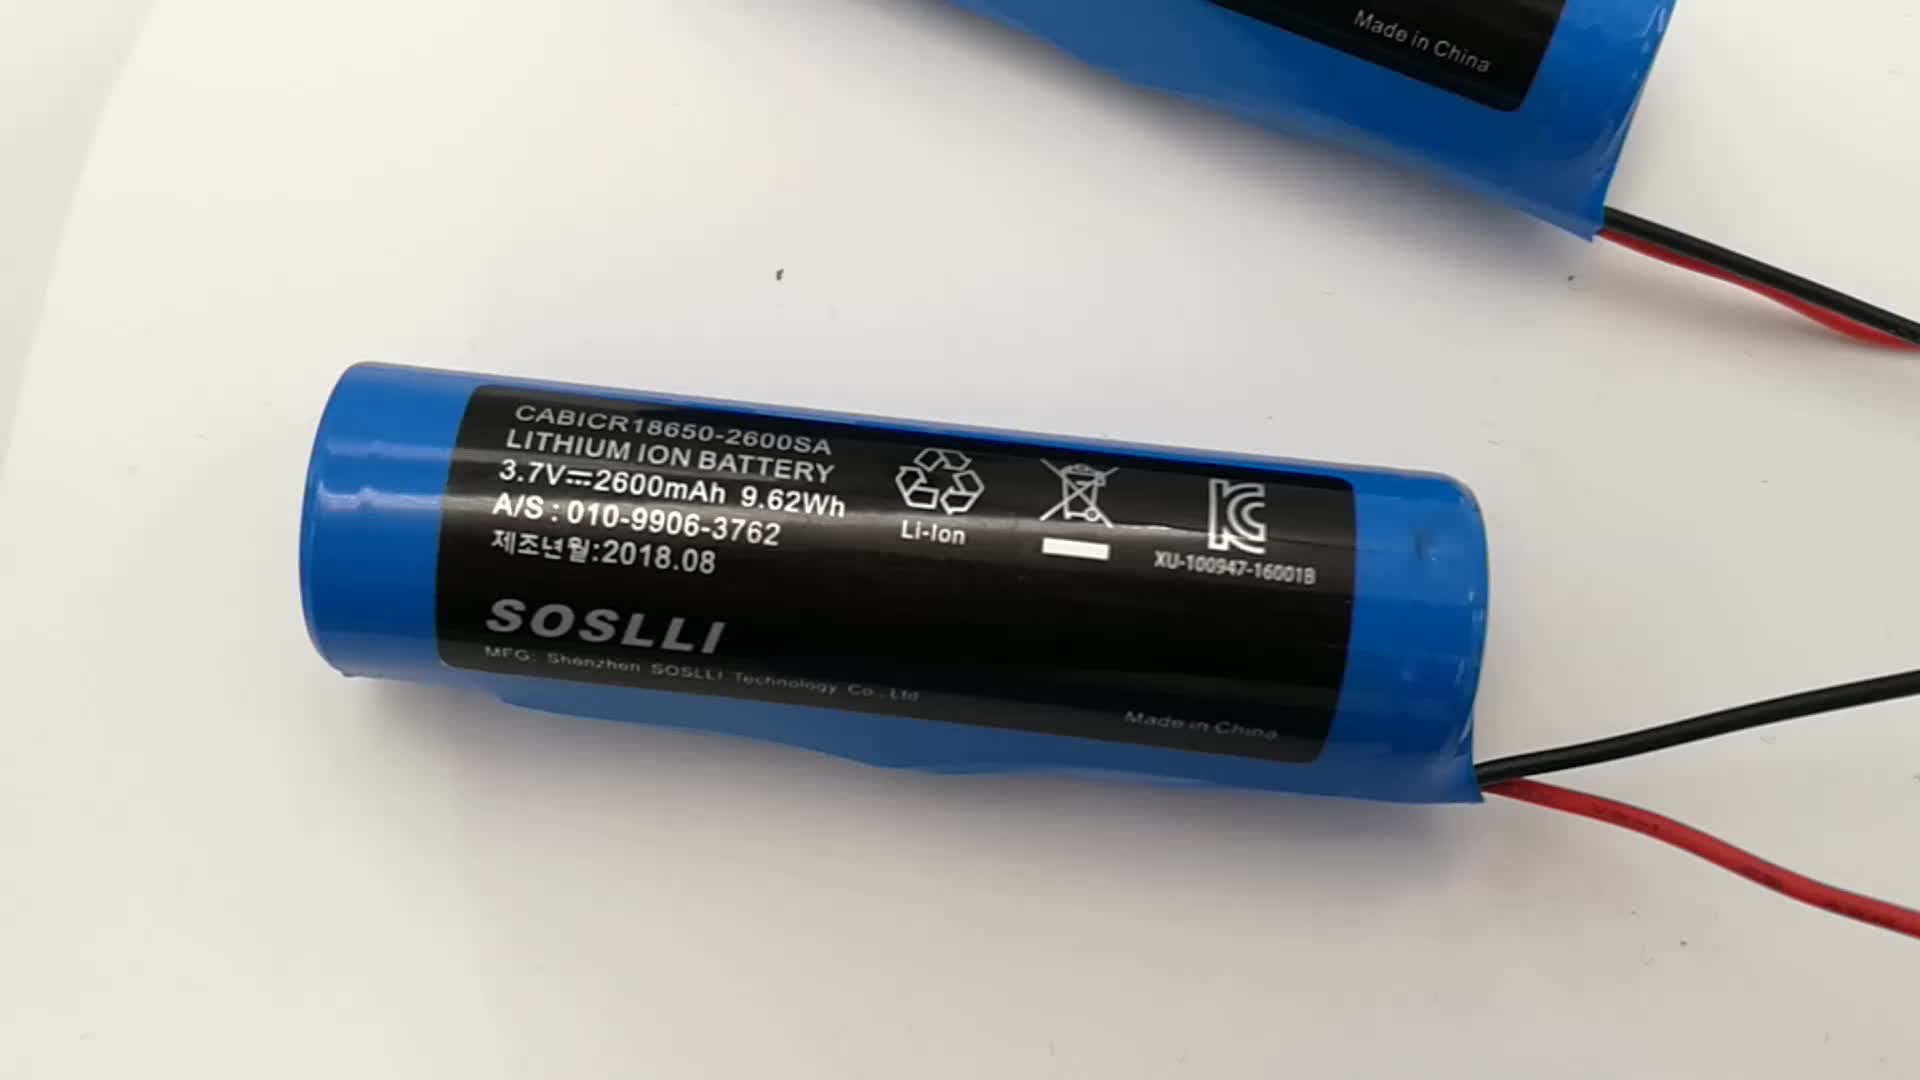 Made in China
CABICR18650-2600SA
LITHIUM ION BATTERY
3.7V⎓2600mAh 9.62Wh
A/S : 010-9906-3762
제조년월:2018.08
Li-Ion
XU-100947-16001B
SOSLLI
MFG: Shenzhen SOSLLI Technology Co.,Ltd
Made in China